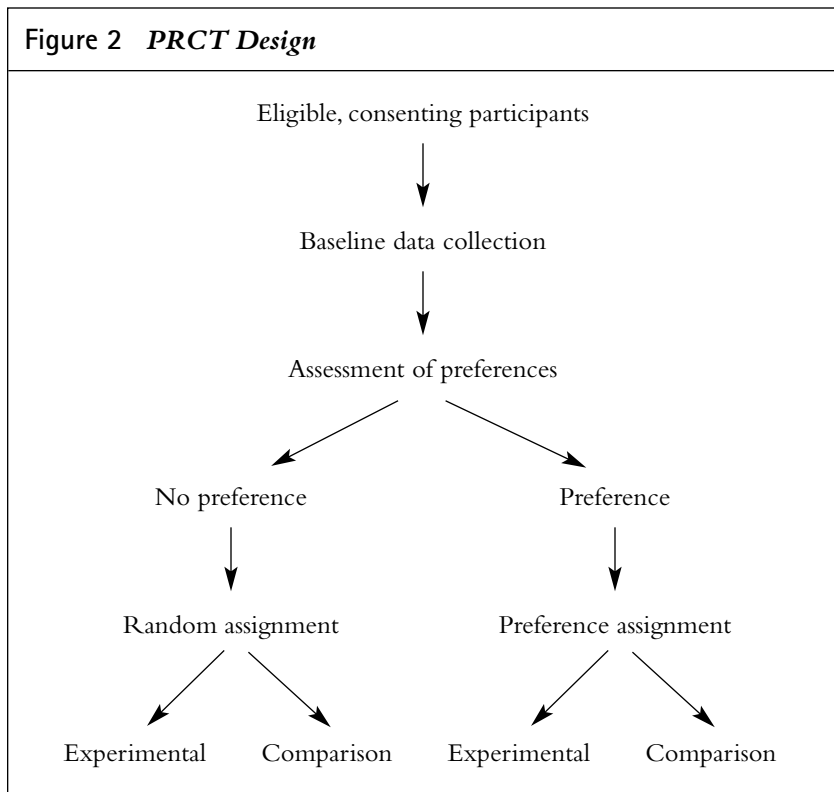 Figure 2 PRCT Design
Eligible, consenting participants
Baseline data collection
Assessment of preferences
No preference Preference
Random assignment Preference assignment
Experimental Comparison Experimental Comparison